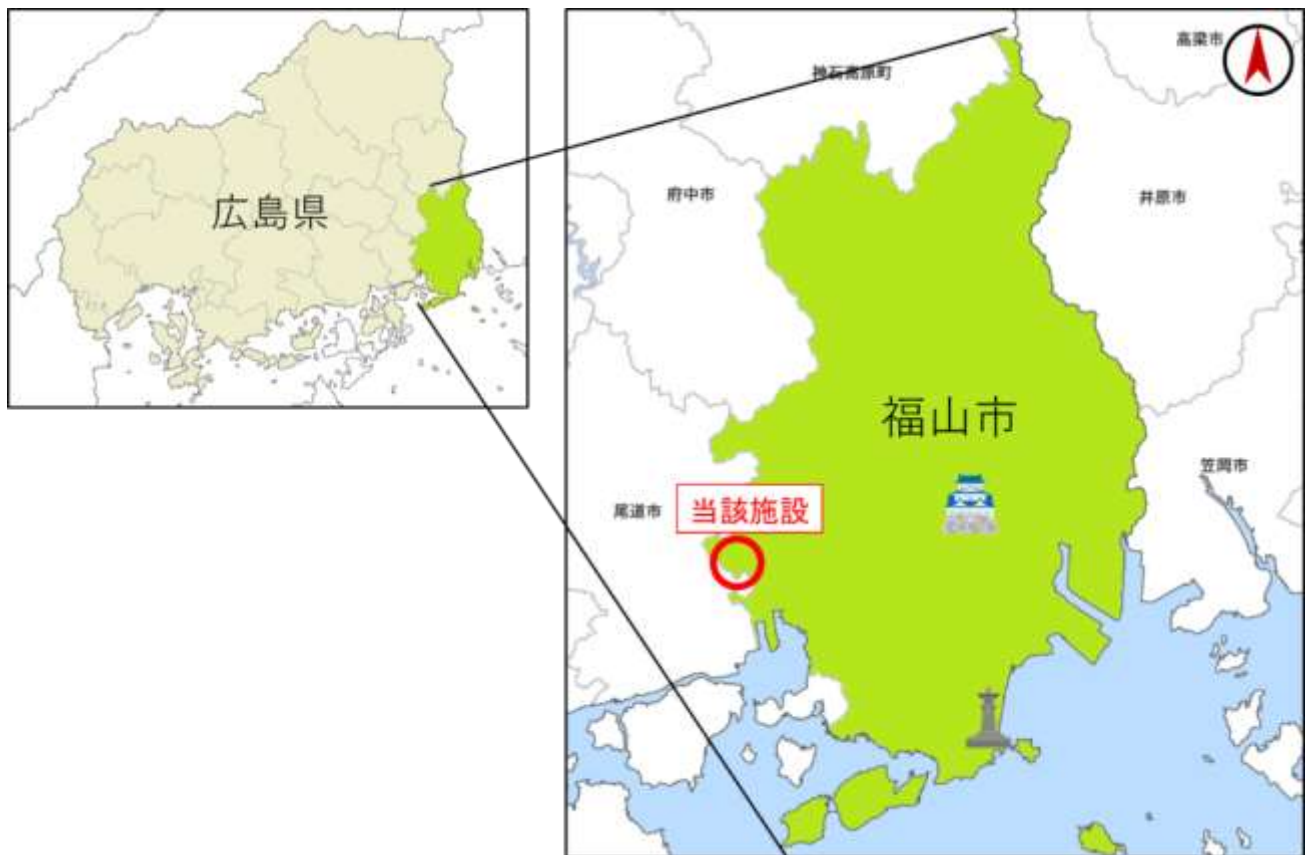 広島県
高梁市
神石高原町
府中市
井原市
福山市
笠岡市
尾道市
当該施設